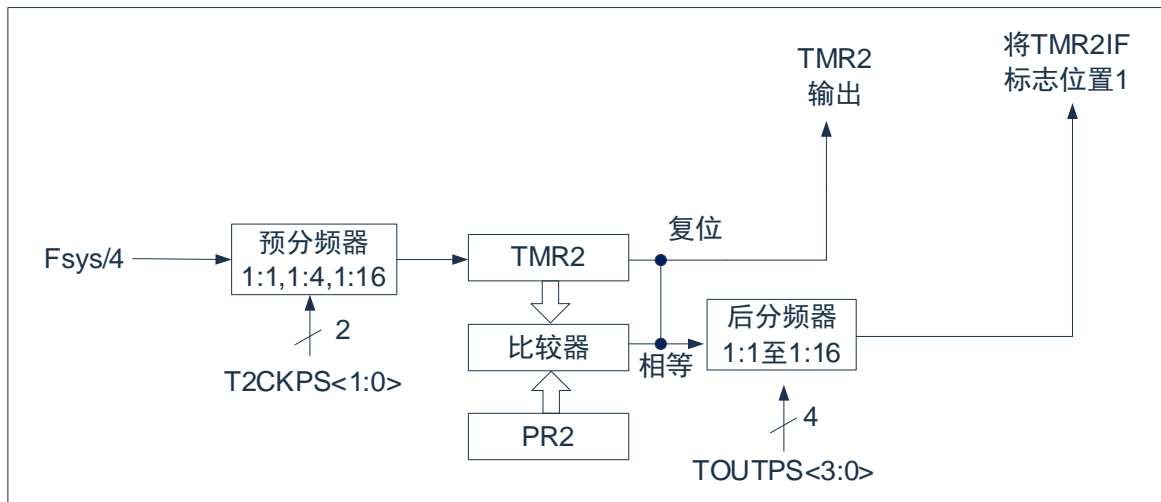 TMR2
输出
将TMR2IF
标志位置1
复位
Fsys/4
预分频器
1:1,1:4,1:16
TMR2
2
T2CKPS<1:0>
比较器
相等
后分频器
1:1至1:16
PR2
4
TOUTPS<3:0>